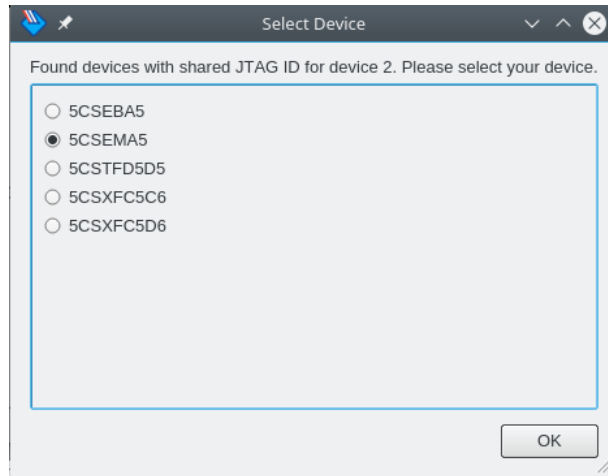 Select Device
Found devices with shared JTAG ID for device 2. Please select your device.
5CSEBA5
5CSEMA5
5CSTFD5D5
5CSXFC5C6
5CSXFC5D6
OK